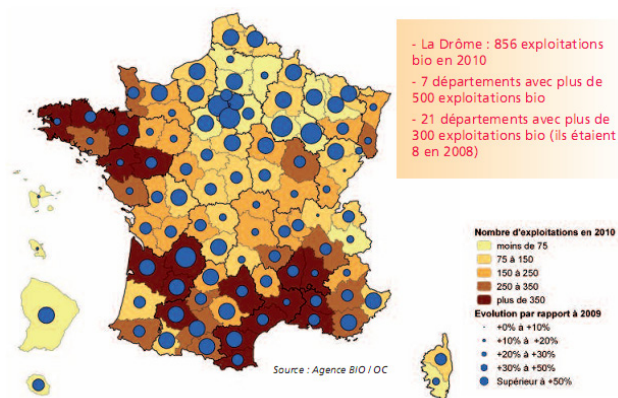 - La Drôme : 856 exploitations
bio en 2010
- 7 départements avec plus de
500 exploitations bio
- 21 départements avec plus de
300 exploitations bio (ils étaient
8 en 2008)
Nombre d'exploitations en 2010
moins de 75
75 à 150
150 à 250
250 à 350
plus de 350
Evolution par rapport à 2009
+0% à +10%
+10% à +20%
+20% à +30%
+30% à +50%
Supérieur à +50%
Source : Agence BIO / OC